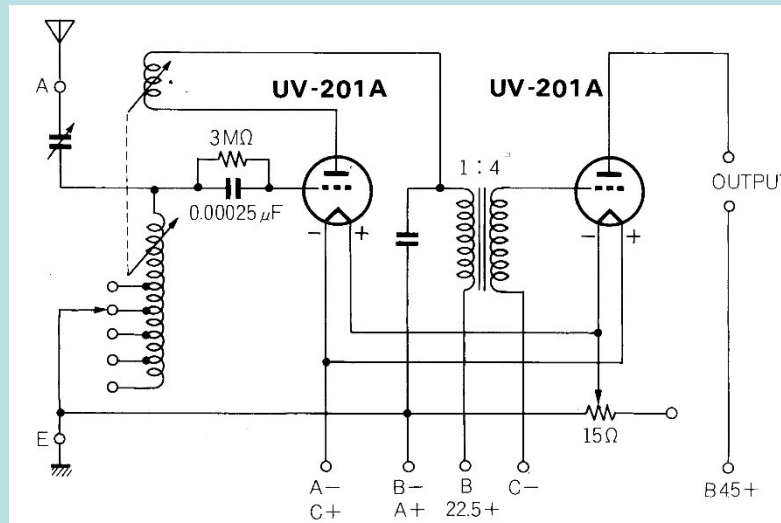 A
UV-201A
UV-201A
3MΩ
0.00025μF
1 : 4
OUTPUT
- +
- +
E
15Ω
A-
C+
B-
A+
B
22.5+
C-
B45+